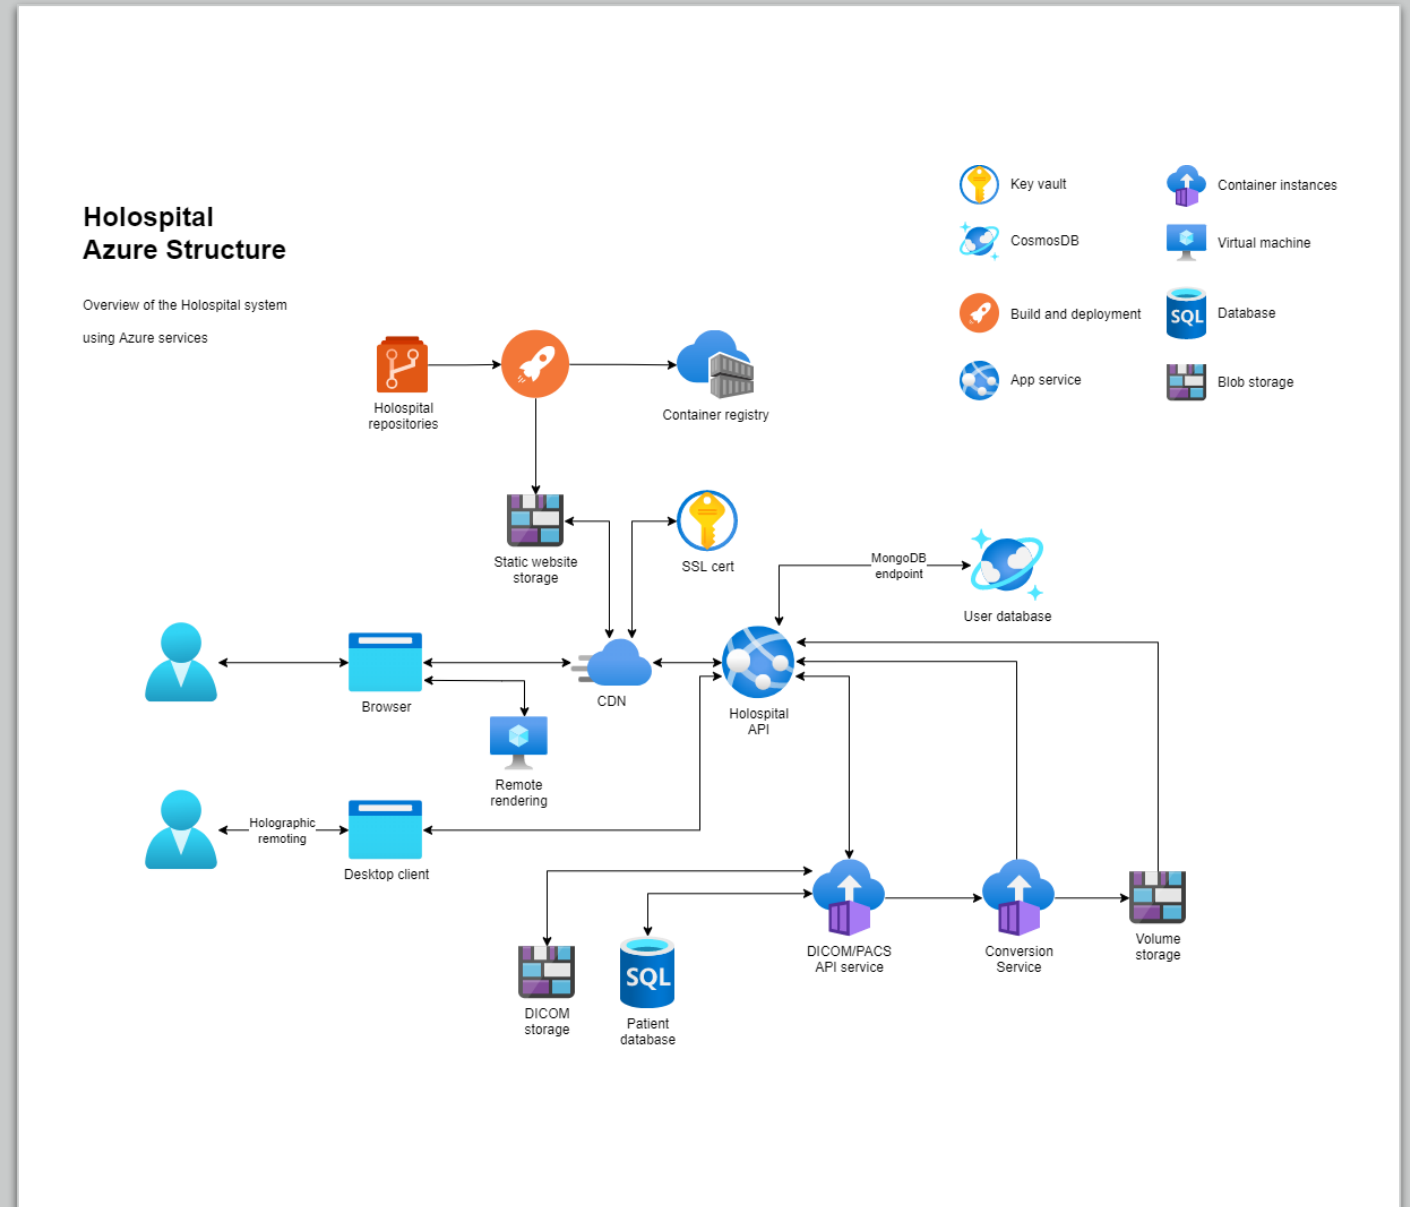 Holospital
Azure Structure
Overview of the Holospital system
using Azure services
Key vault
Container instances
CosmosDB
Virtual machine
Build and deployment
SQL
Database
App service
Blob storage
Holospital
repositories
Container registry
Static website
storage
SSL cert
MongoDB
endpoint
User database
Browser
CDN
Holospital
API
Remote
rendering
Holographic
remoting
Desktop client
DICOM/PACS
API service
Conversion
Service
Volume
storage
DICOM
storage
SQL
Patient
database